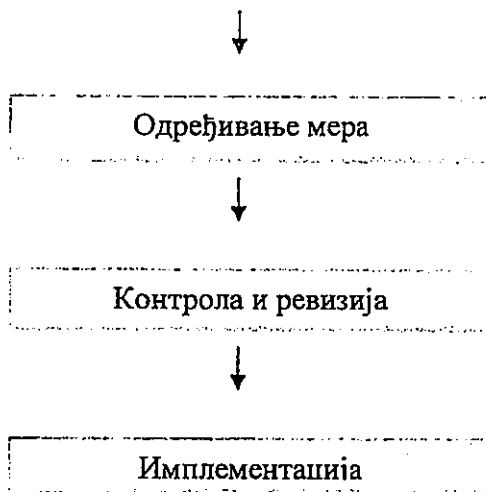 Одређивање мера
Контрола и ревизија
Имплементација